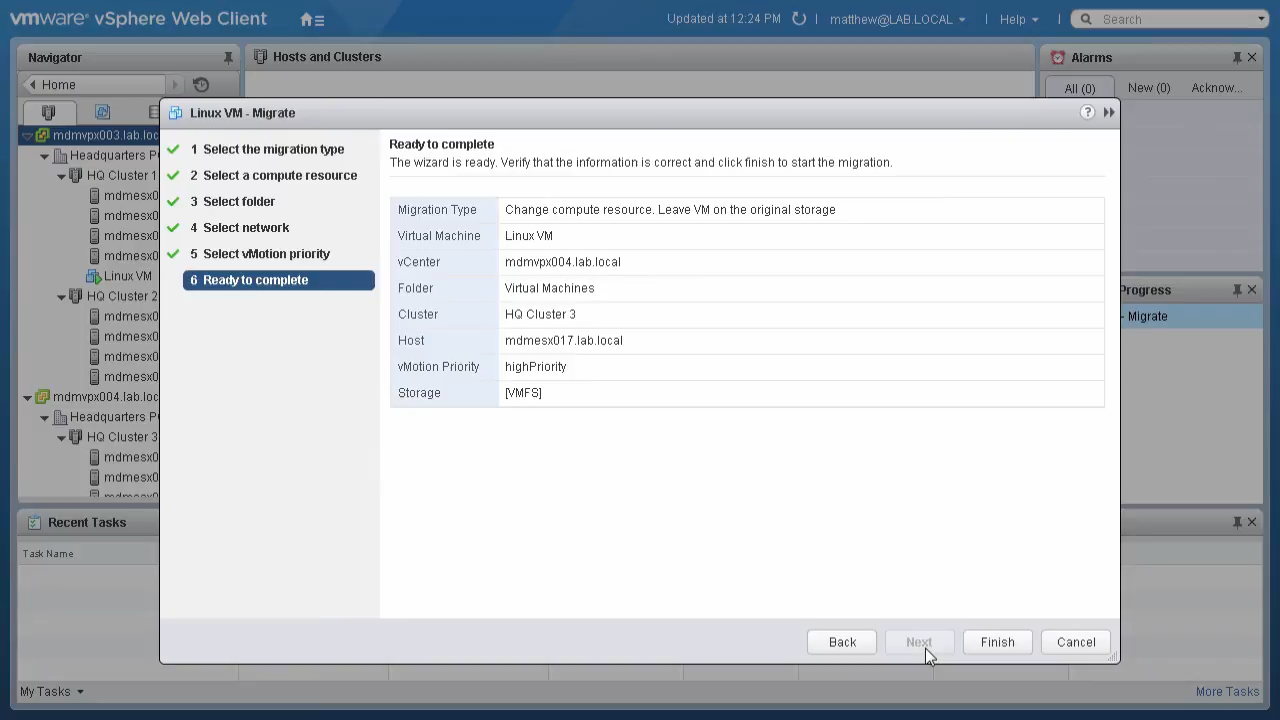 vmware® vSphere Web Client
Updated at 12:24 PM
matthew@LAB.LOCAL
Help
Search
Navigator
Home
Hosts and Clusters
Alarms
All (0)
New (0)
Acknow...
mdmvpx003.lab.loc
Headquarters P
HQ Cluster 1
mdmesx0
mdmesx0
mdmesx0
mdmesx0
Linux VM
HQ Cluster 2
mdmesx0
mdmesx0
mdmesx0
mdmesx0
mdmvpx004.lab.loc
Headquarters P
HQ Cluster 3
mdmesx0
mdmesx0
mdmesx0
Linux VM - Migrate
1 Select the migration type
2 Select a compute resource
3 Select folder
4 Select network
5 Select vMotion priority
6 Ready to complete
Ready to complete
The wizard is ready. Verify that the information is correct and click finish to start the migration.
Migration Type Change compute resource. Leave VM on the original storage
Virtual Machine Linux VM
vCenter mdmvpx004.lab.local
Folder Virtual Machines
Cluster HQ Cluster 3
Host mdmesx017.lab.local
vMotion Priority highPriority
Storage [VMFS]
Back
Next
Finish
Cancel
Progress
- Migrate
Recent Tasks
Task Name
My Tasks
More Tasks